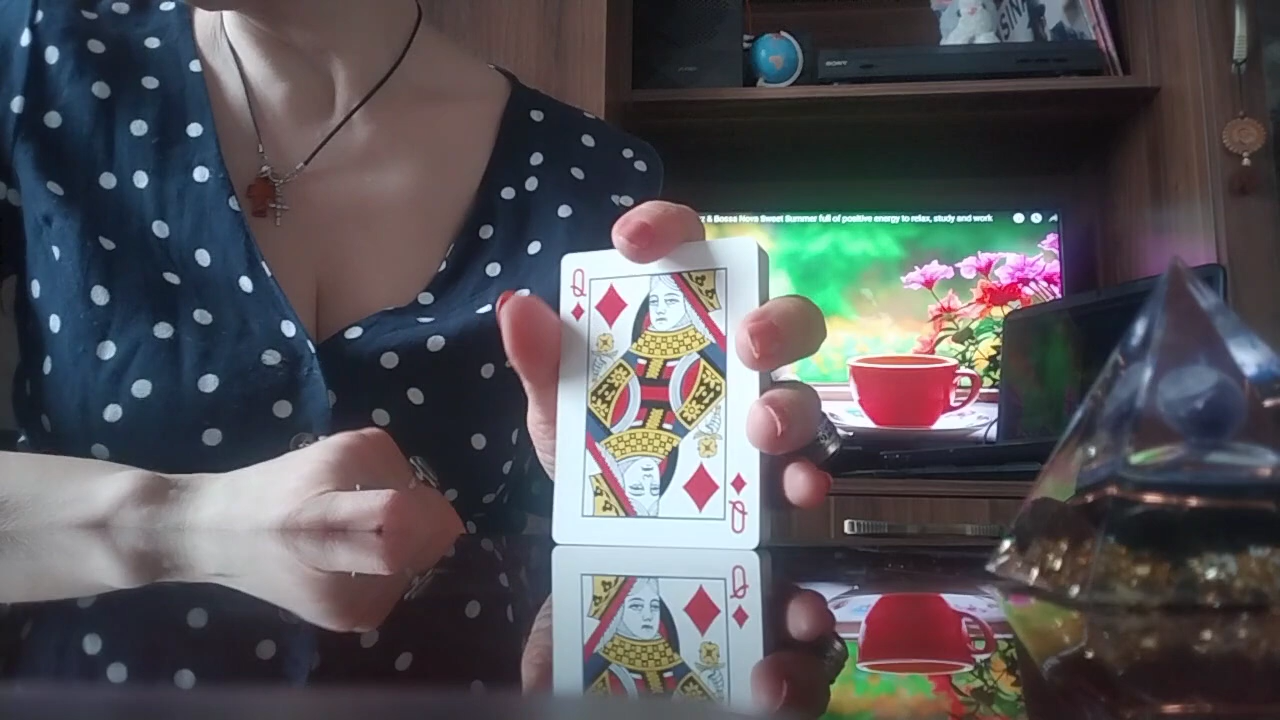 SONY
& Bossa Nova Sweet Summer full of positive energy to relax, study and work
Q
Q
Q